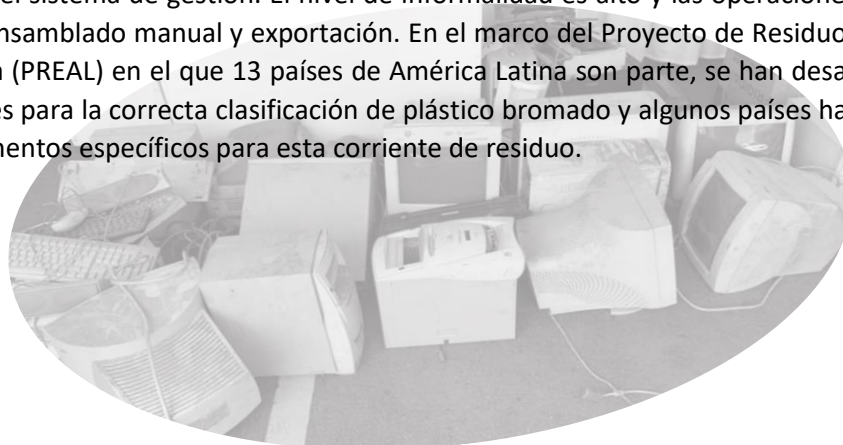 el sistema de gestión. El nivel de informalidad es alto y las operacione
nsamblado manual y exportación. En el marco del Proyecto de Residuo
(PREAL) en el que 13 países de América Latina son parte, se han desa
es para la correcta clasificación de plástico bromado y algunos países ha
mentos específicos para esta corriente de residuo.